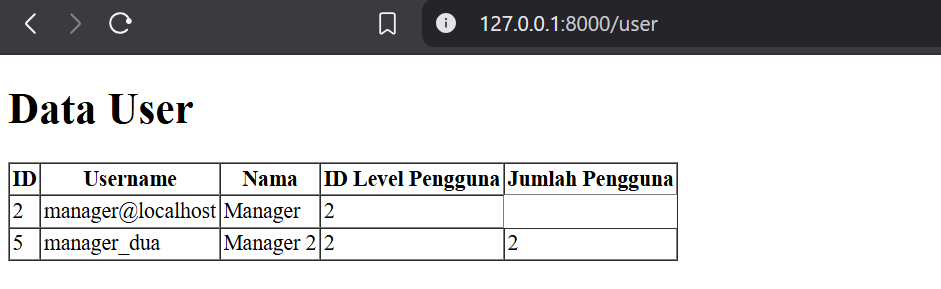 127.0.0.1:8000/user
Data User
ID Username Nama ID Level Pengguna Jumlah Pengguna
2 manager@localhost Manager 2
5 manager_dua Manager 2 2 2